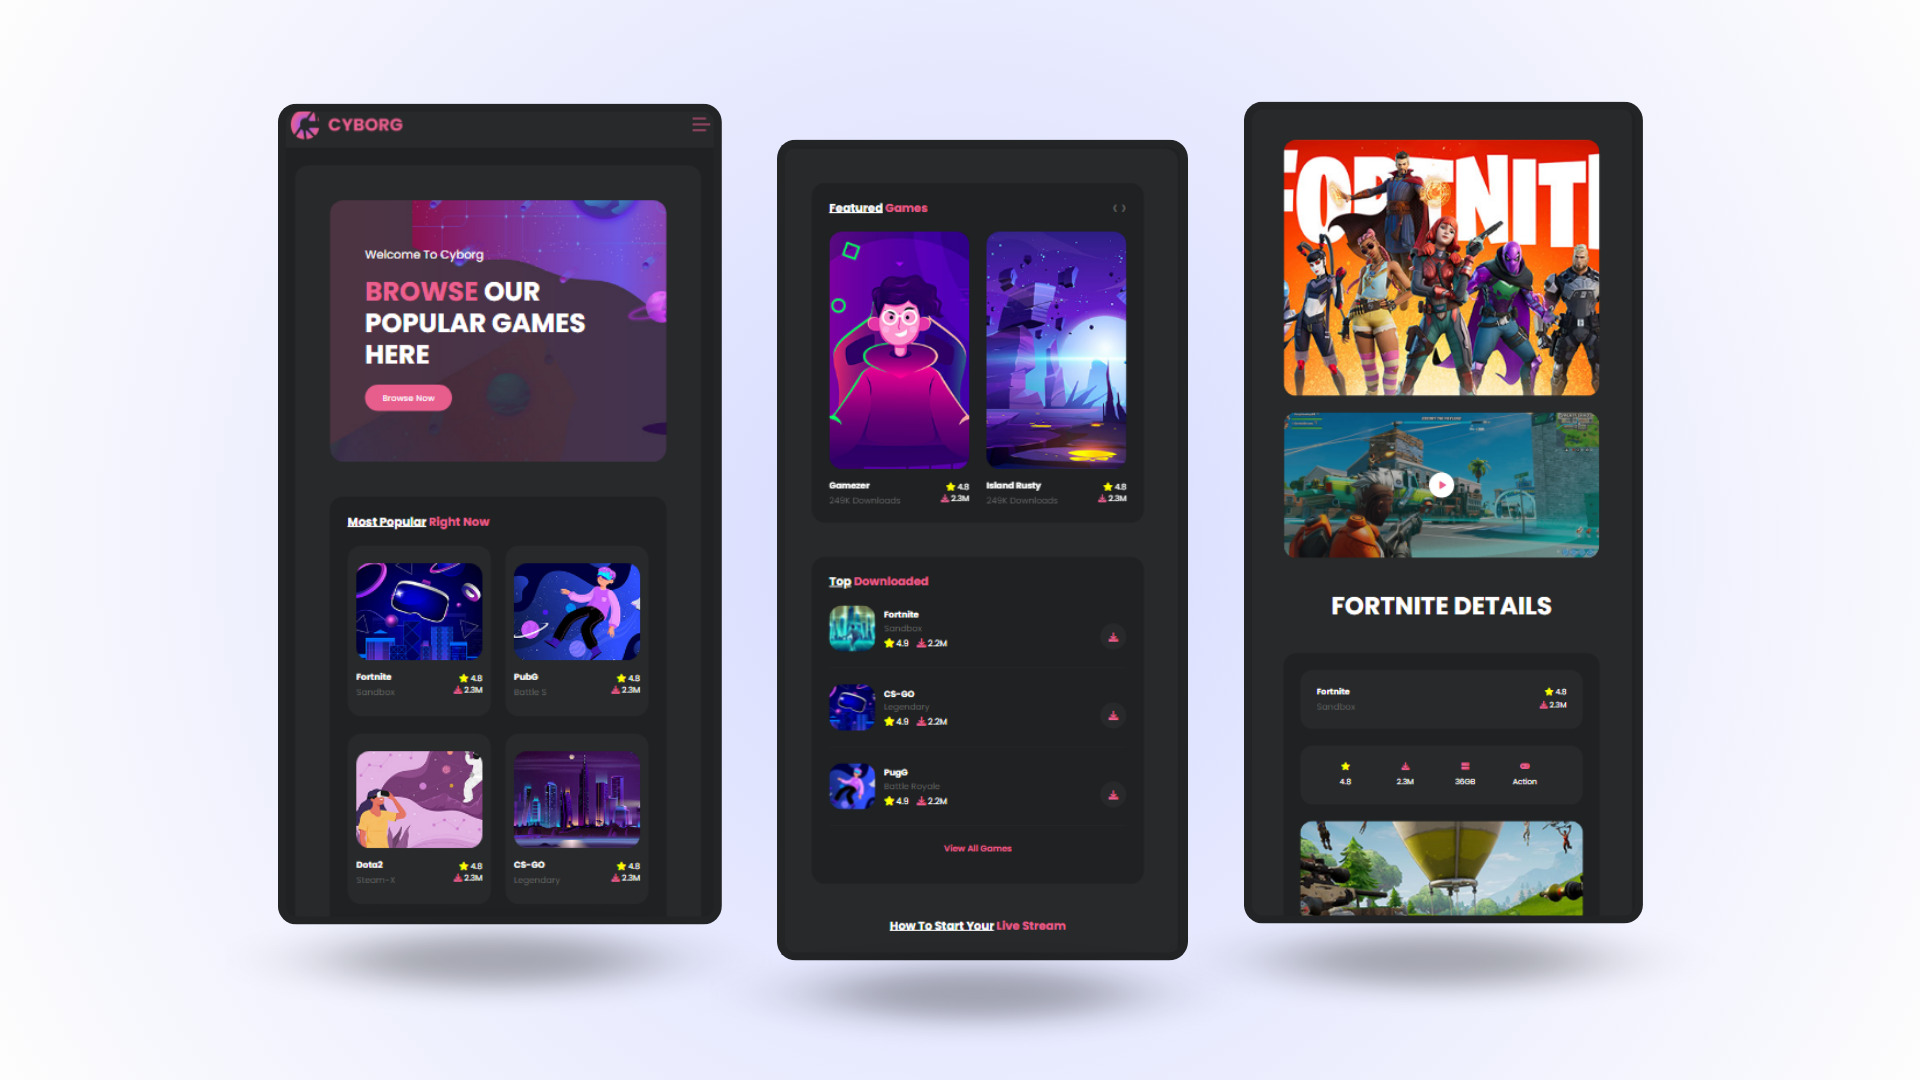 CYBORG
Welcome To Cyborg
BROWSE OUR
POPULAR GAMES
HERE
Browse Now
Most Popular Right Now
Fortnite 4.8
Sandbox 2.3M
PubG 4.8
Battle S 2.3M
Dota2 4.8
Steam-X 2.3M
CS-GO 4.8
Legendary 2.3M
Featured Games
Gamezer 4.8
249K Downloads 2.3M
Island Rusty 4.8
249K Downloads 2.3M
Top Downloaded
Fortnite
Sandbox
4.9 2.2M
CS-GO
Legendary
4.9 2.2M
PugG
Battle Royale
4.9 2.2M
View All Games
How To Start Your Live Stream
FORTNITE
FORTNITE DETAILS
Fortnite 4.8
Sandbox 2.3M
4.8 2.3M 36GB Action